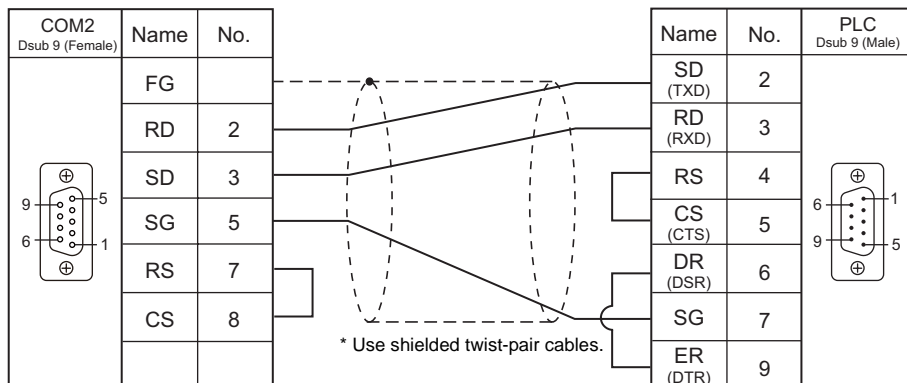 COM2
Dsub 9 (Female)
Name
No.
FG
RD
2
SD
3
SG
5
RS
7
CS
8
9
5
6
1
* Use shielded twist-pair cables.
Name
No.
PLC
Dsub 9 (Male)
SD
(TXD)
2
RD
(RXD)
3
RS
4
CS
(CTS)
5
DR
(DSR)
6
SG
7
ER
(DTR)
9
6
1
9
5